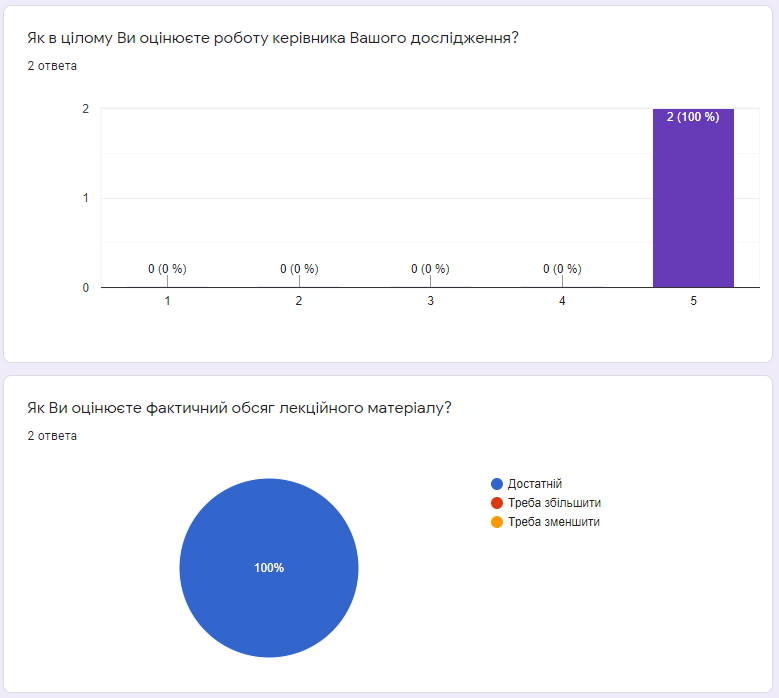 Як в цілому Ви оцінюєте роботу керівника Вашого дослідження?
2 ответа
2
2 (100 %)
1
0 (0 %) 0 (0 %) 0 (0 %) 0 (0 %)
0
1 2 3 4 5
Як Ви оцінюєте фактичний обсяг лекційного матеріалу?
2 ответа
Достатній
Треба збільшити
Треба зменшити
100%